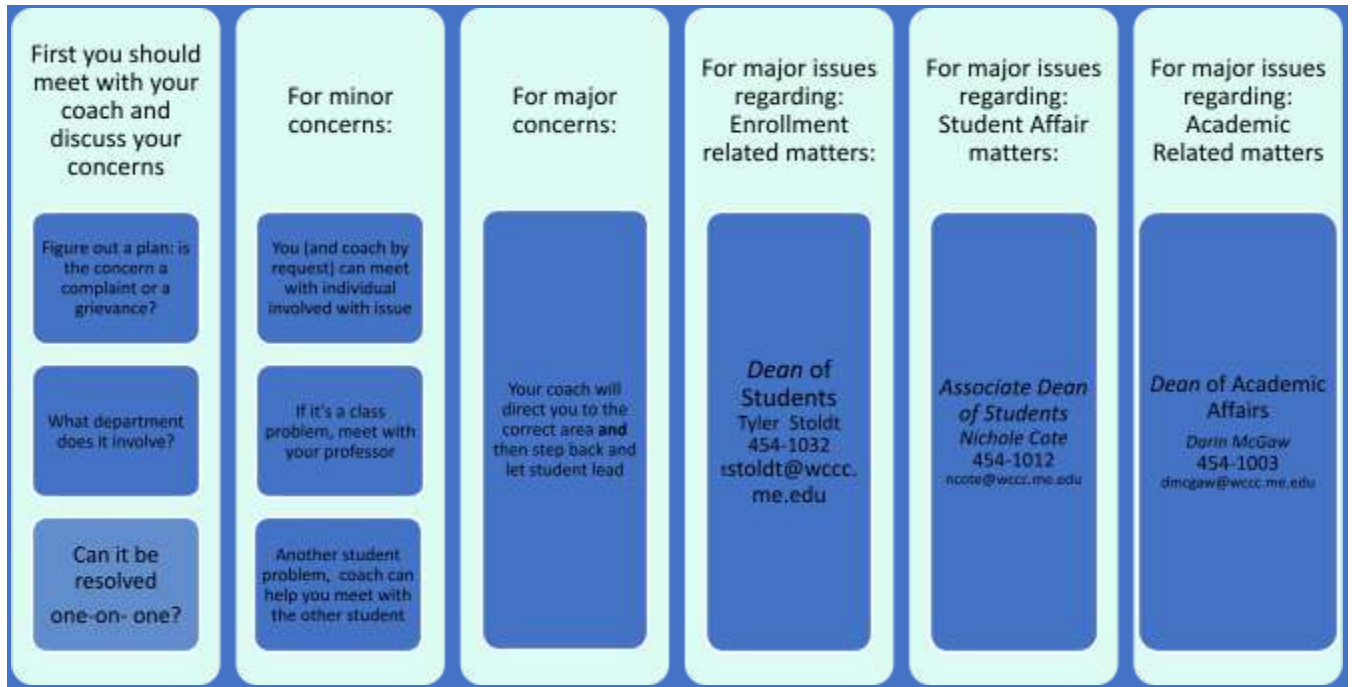 First you should
meet with your
coach and
discuss your
concerns
Figure out a plan: is
the concern a
complaint or a
grievance?
What department
does it involve?
Can it be
resolved
one-on- one?
For minor
concerns:
You (and coach by
request) can meet
with individual
involved with issue
If it's a class
problem, meet with
your professor
Another student
problem, coach can
help you meet with
the other student
For major
concerns:
Your coach will
direct you to the
correct area and
then step back and
let student lead
For major issues
regarding:
Enrollment
related matters:
Dean of
Students
Tyler Stoldt
454-1032
tstoldt@wccc.
me.edu
For major issues
regarding:
Student Affair
matters:
Associate Dean
of Students
Nichole Cote
454-1012
ncote@wccc.me.edu
For major issues
regarding:
Academic
Related matters
Dean of Academic
Affairs
Darin McGaw
454-1003
dmcgaw@wccc.me.edu